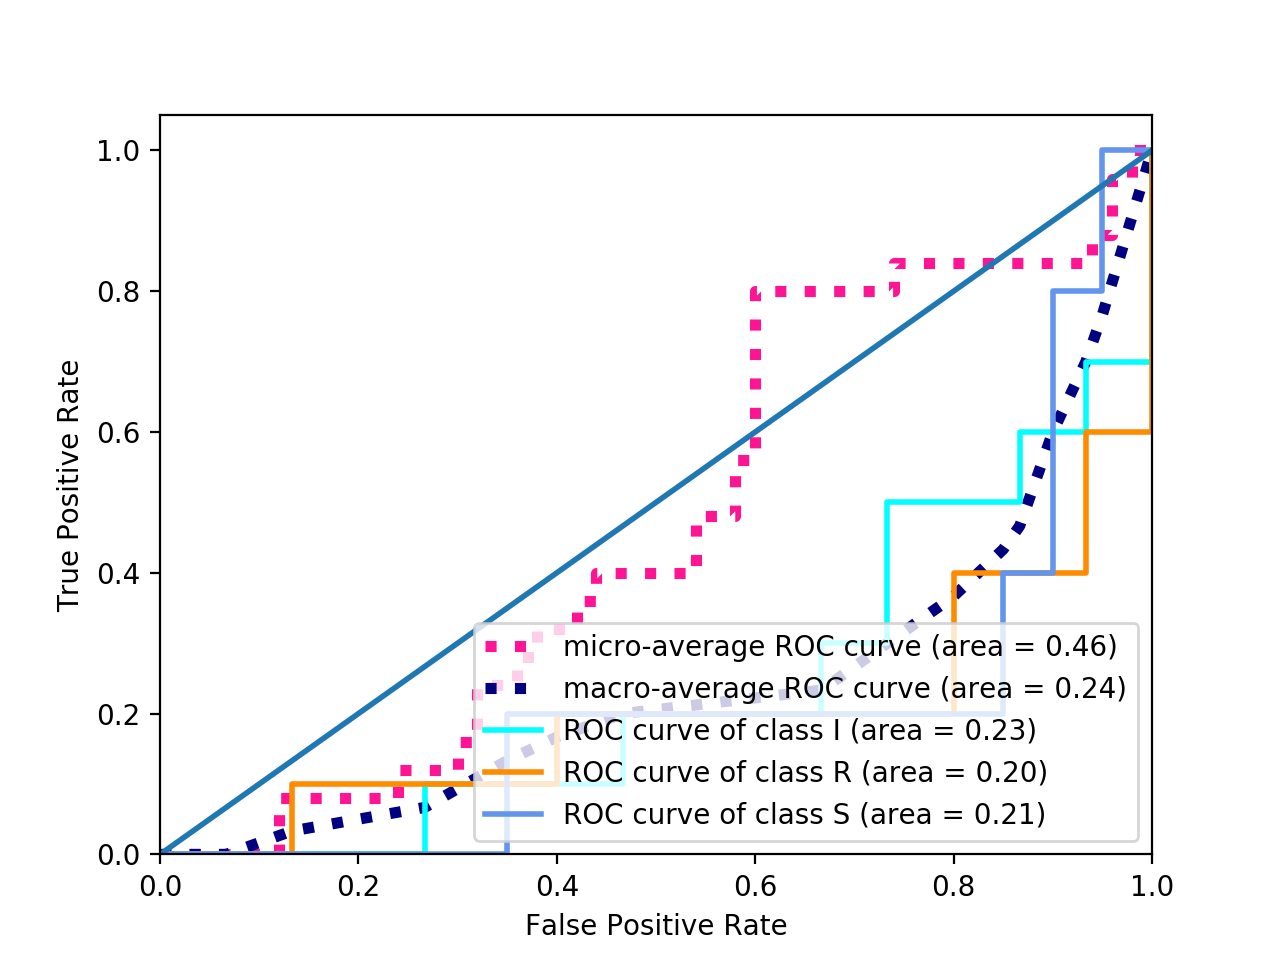 1.0
0.8
0.6
0.4
0.2
0.0
True Positive Rate
micro-average ROC curve (area = 0.46)
macro-average ROC curve (area = 0.24)
ROC curve of class I (area = 0.23)
ROC curve of class R (area = 0.20)
ROC curve of class S (area = 0.21)
0.0 0.2 0.4 0.6 0.8 1.0
False Positive Rate